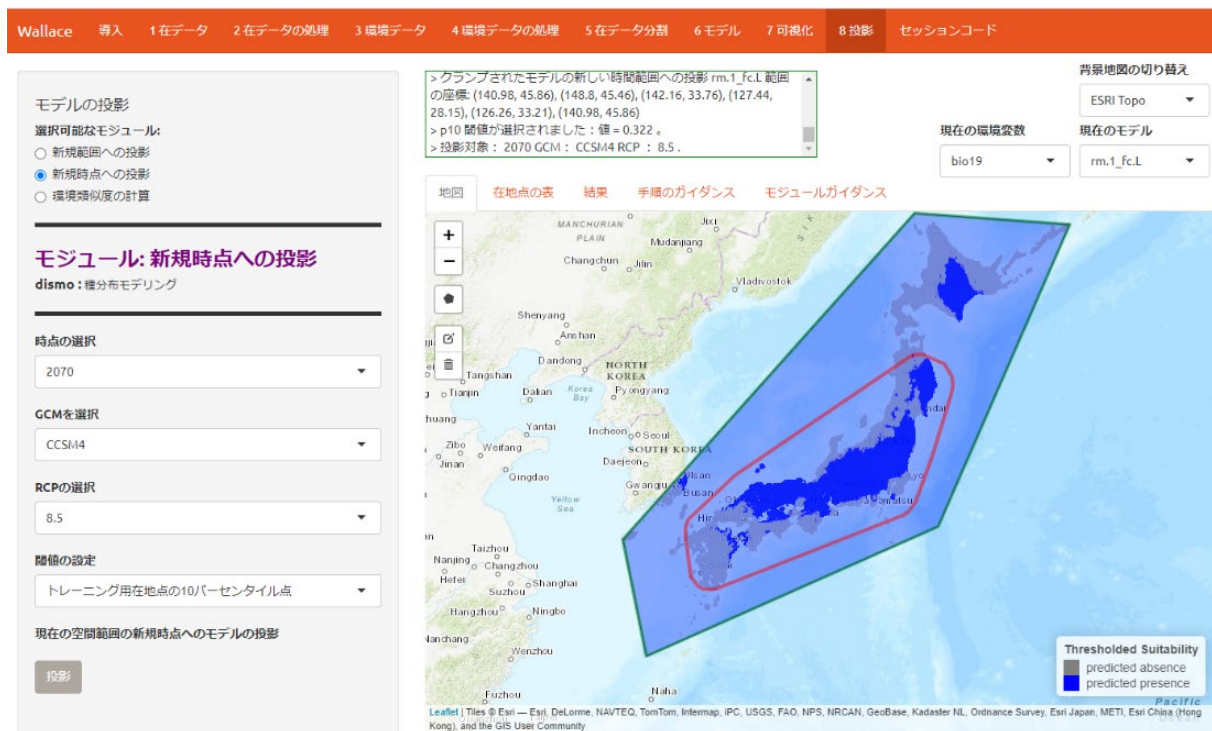 Wallace 導入 1 在データ 2 在データの処理 3 環境データ 4 環境データの処理 5 在データ分割 6 モデル 7 可視化 8 投影 セッションコード
モデルの投影
選択可能なモジュール:
新規範囲への投影
新規時点への投影
環境類似度の計算
モジュール: 新規時点への投影
dismo : 種分布モデリング
時点の選択
2070
GCMを選択
CCSM4
RCPの選択
8.5
閾値の設定
トレーニング用在地点の10パーセンタイル点
現在の空間範囲の新規時点へのモデルの投影
投影
> クランプされたモデルの新しい時間範囲への投影 rm.1_fc.L 範囲
の座標: (140.98, 45.86), (148.8, 45.46), (142.16, 33.76), (127.44,
28.15), (126.26, 33.21), (140.98, 45.86)
> p10 閾値が選択されました : 値 = 0.322 。
> 投影対象 : 2070 GCM : CCSM4 RCP : 8.5 .
背景地図の切り替え
ESRI Topo
現在の環境変数
bio19
現在のモデル
rm.1_fc.L
地図 在地点の表 結果 手順のガイダンス モジュールガイダンス
+
−
MANCHURIAN
PLAIN
Jixi
Mudanjiang
Changchun
Jilin
Vladivostok
Shenyang
Anshan
Dandong
NORTH
KOREA
Tangshan
Tianjin
Dalian
Korea
Bay
Pyongyang
Yantai
Incheon
Seoul
SOUTH KOREA
Zibo
Weifang
Jinan
Daejeon
Qingdao
Gwangju
Busan
Yellow
Sea
Taizhou
Nanjing
Changzhou
Hefei
Suzhou
Shanghai
Hangzhou
Ningbo
Wenzhou
Fuzhou
Naha
Thresholded Suitability
predicted absence
predicted presence
Pacific
Leaflet | Tiles © Esri — Esri, DeLorme, NAVTEQ, TomTom, Intermap, iPC, USGS, FAO, NPS, NRCAN, GeoBase, Kadaster NL, Ordnance Survey, Esri Japan, METI, Esri China (Hong
Kong), and the GIS User Community